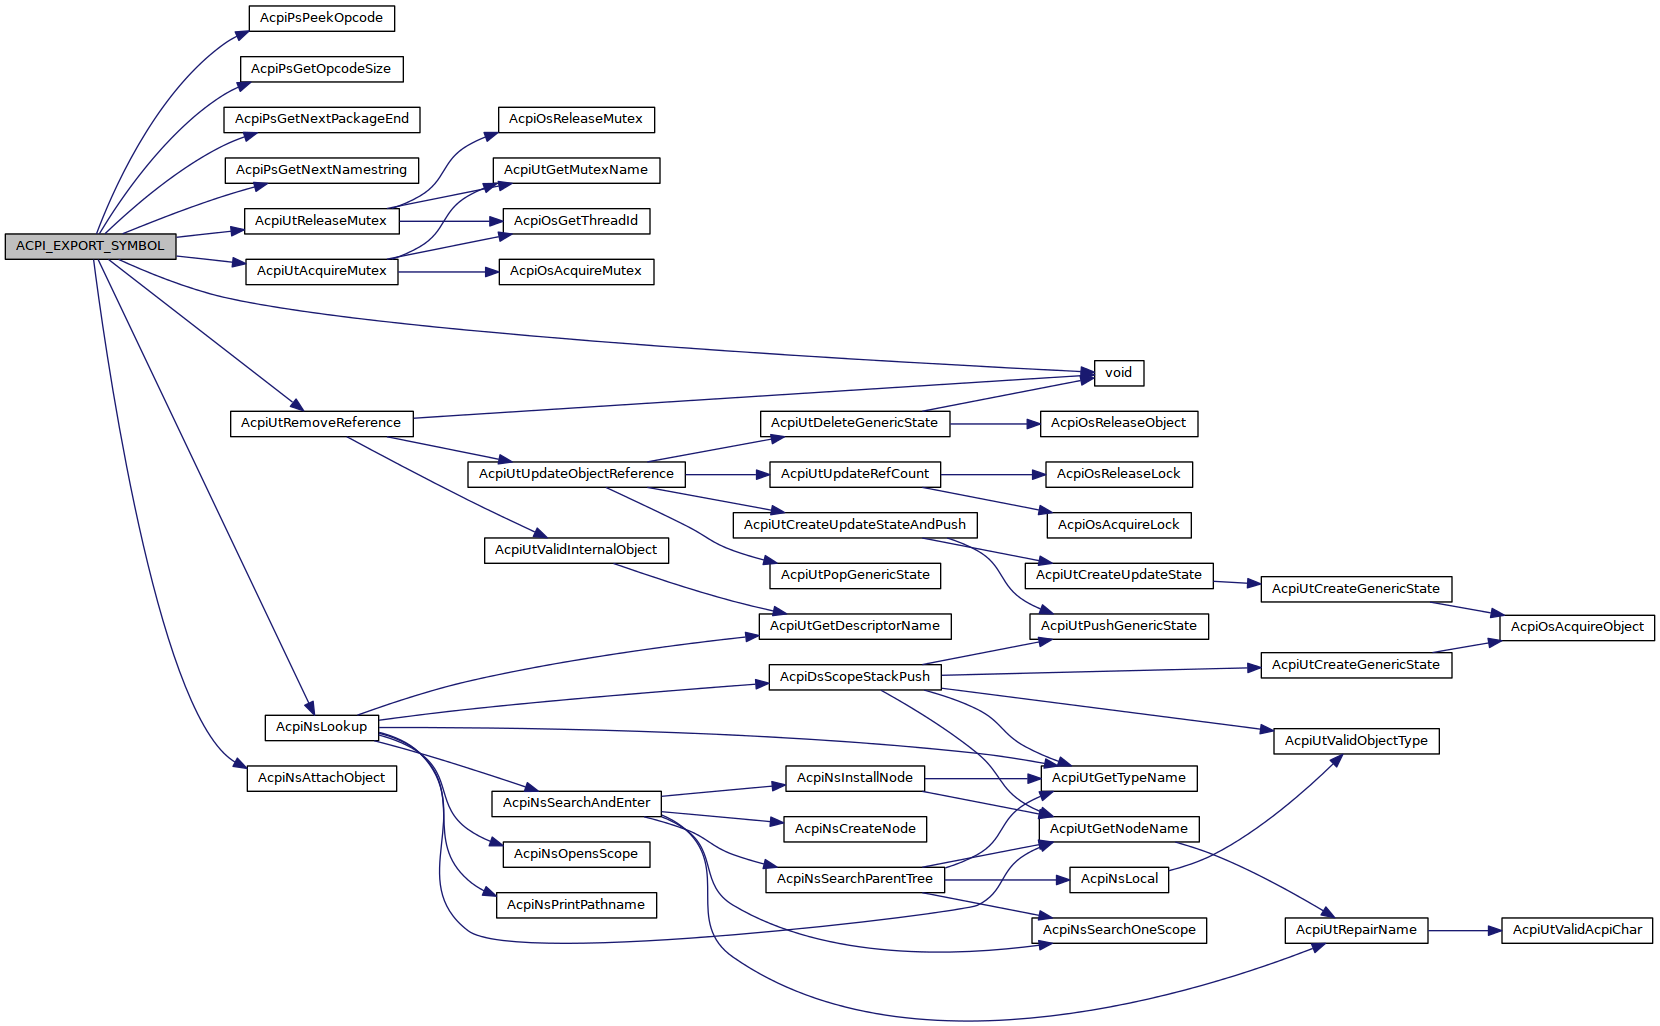 AcpiPsPeekOpcode
AcpiPsGetOpcodeSize
AcpiPsGetNextPackageEnd
AcpiOsReleaseMutex
AcpiPsGetNextNamestring
AcpiUtGetMutexName
AcpiUtReleaseMutex
AcpiOsGetThreadId
ACPI_EXPORT_SYMBOL
AcpiUtAcquireMutex
AcpiOsAcquireMutex
void
AcpiUtRemoveReference
AcpiUtDeleteGenericState
AcpiOsReleaseObject
AcpiUtUpdateObjectReference
AcpiUtUpdateRefCount
AcpiOsReleaseLock
AcpiUtCreateUpdateStateAndPush
AcpiOsAcquireLock
AcpiUtValidInternalObject
AcpiUtPopGenericState
AcpiUtCreateUpdateState
AcpiUtCreateGenericState
AcpiUtGetDescriptorName
AcpiUtPushGenericState
AcpiOsAcquireObject
AcpiDsScopeStackPush
AcpiUtCreateGenericState
AcpiNsLookup
AcpiUtValidObjectType
AcpiNsAttachObject
AcpiNsInstallNode
AcpiUtGetTypeName
AcpiNsSearchAndEnter
AcpiNsCreateNode
AcpiUtGetNodeName
AcpiNsOpensScope
AcpiNsSearchParentTree
AcpiNsLocal
AcpiNsPrintPathname
AcpiNsSearchOneScope
AcpiUtRepairName
AcpiUtValidAcpiChar